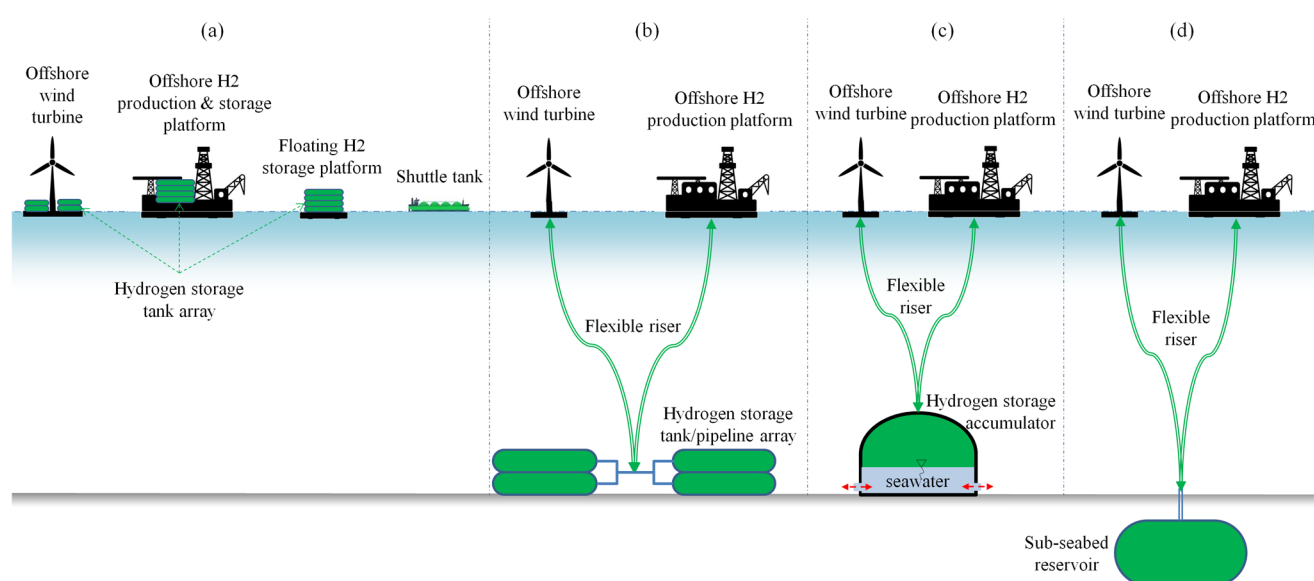 (a)
Offshore
wind
turbine
Offshore H2
production & storage
platform
Floating H2
storage platform
Shuttle tank
Hydrogen storage
tank array
(b)
Offshore
wind turbine
Offshore H2
production platform
Flexible riser
Hydrogen storage
tank/pipeline array
(c)
Offshore
wind turbine
Offshore H2
production platform
Flexible
riser
Hydrogen storage
accumulator
seawater
(d)
Offshore
wind turbine
Offshore H2
production platform
Flexible
riser
Sub-seabed
reservoir